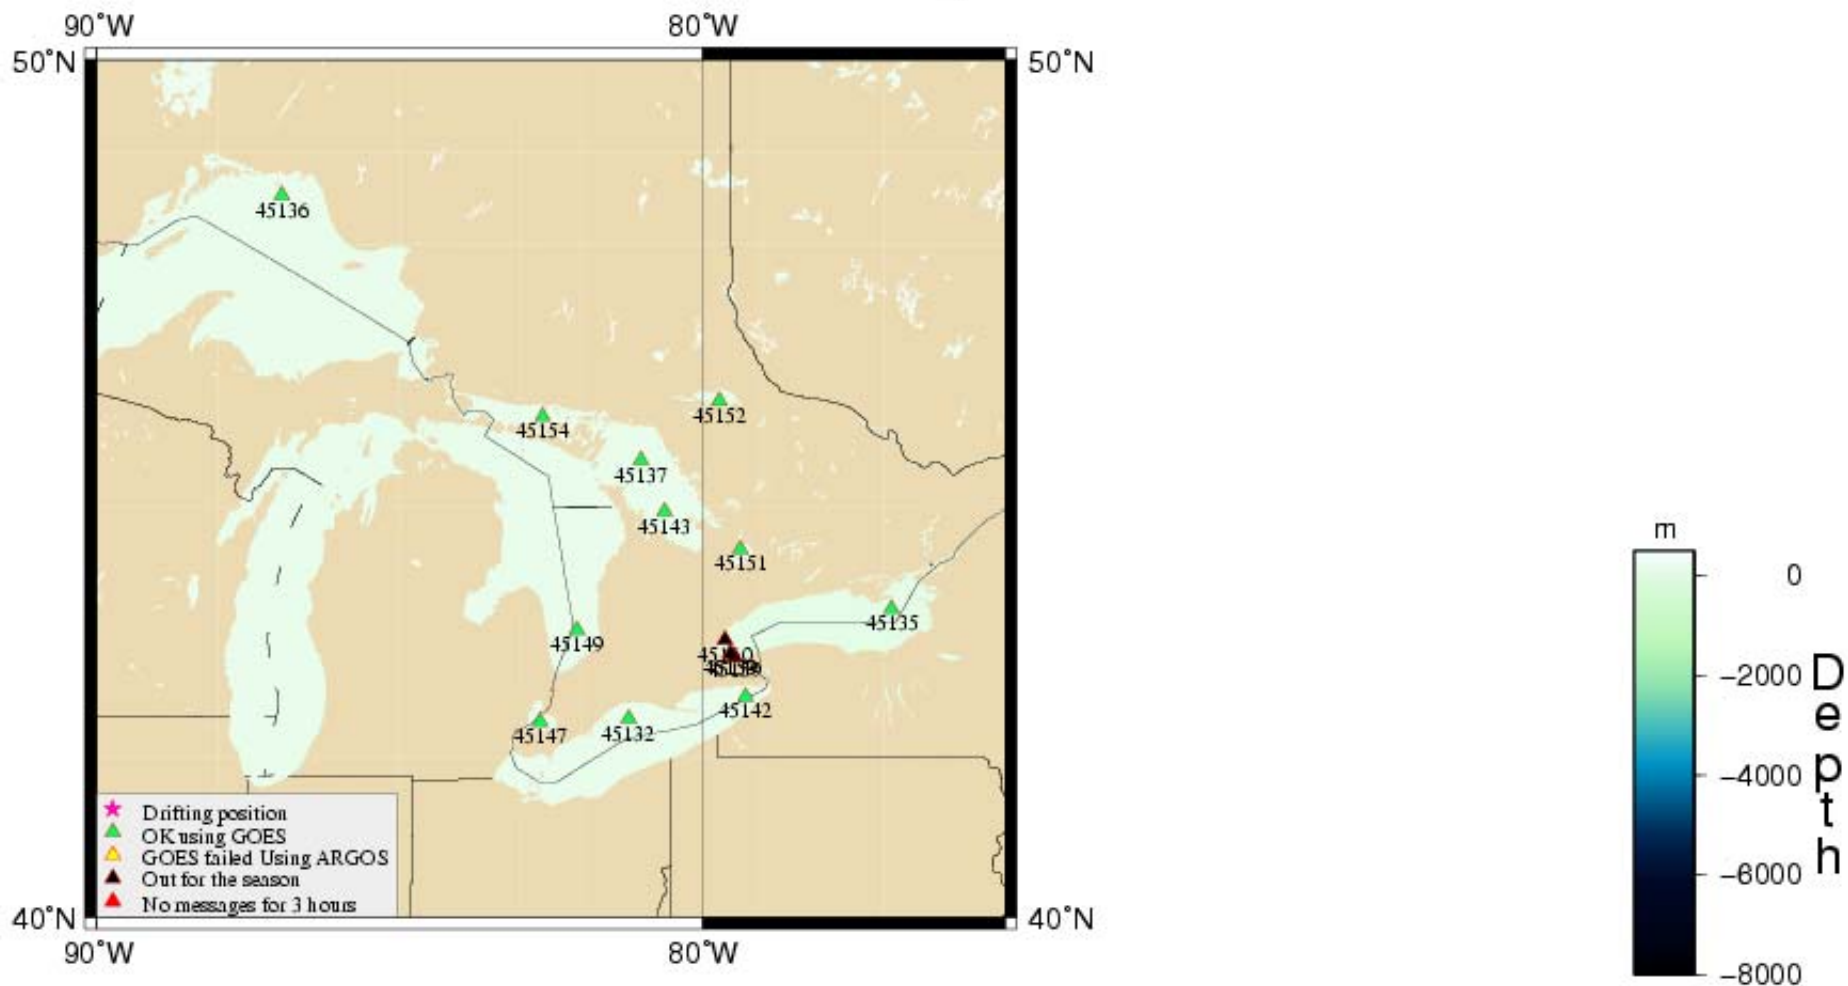 90°W 80°W
50°N 50°N
45136
45154
45152
45137
45143
45151
45135
45149
45142
45147
45132
Drifting position
OK using GOES
GOES failed Using ARGOS
Out for the season
No messages for 3 hours
40°N 40°N
90°W 80°W
m
0
−2000
−4000
−6000
−8000
Depth